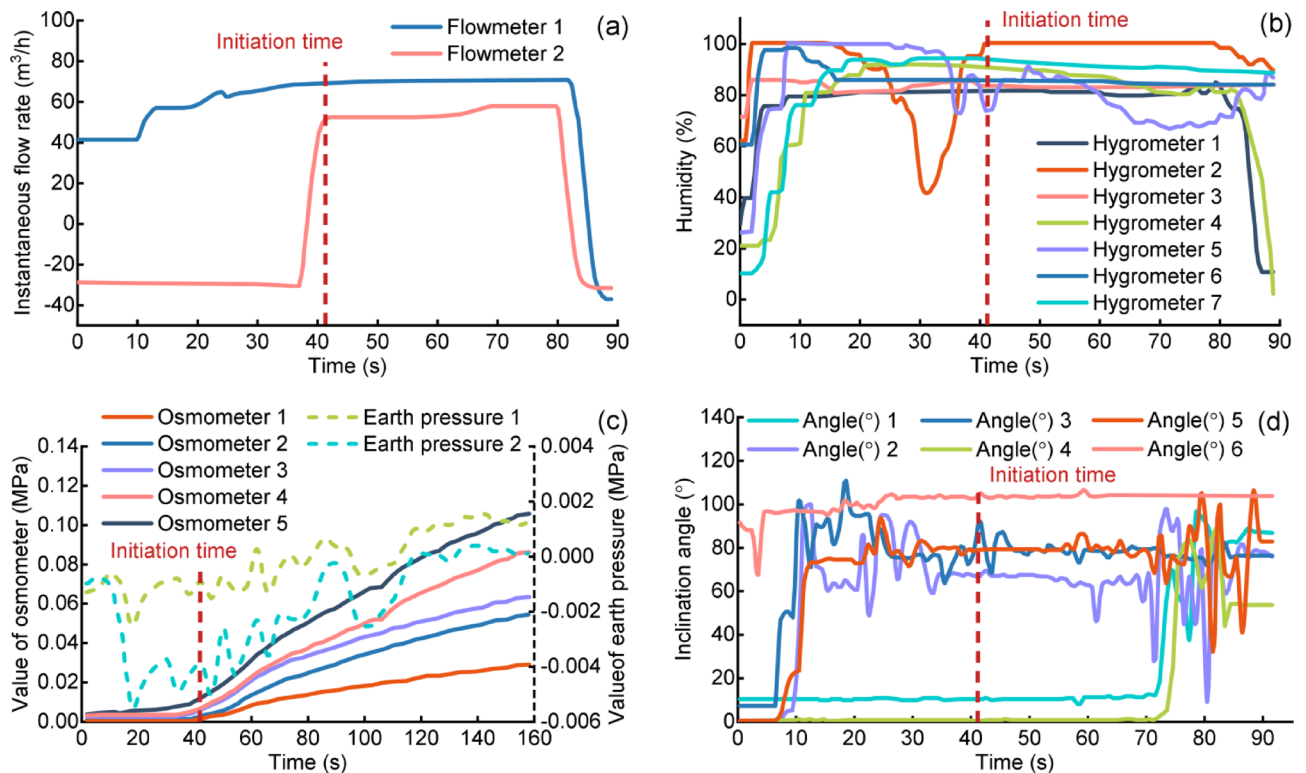 (a)
Flowmeter 1
Flowmeter 2
Initiation time
Instantaneous flow rate (m³/h)
100
80
60
40
20
0
-20
-40
0 10 20 30 40 50 60 70 80 90
Time (s)
(b)
Initiation time
Humidity (%)
100
80
60
40
20
0
Hygrometer 1
Hygrometer 2
Hygrometer 3
Hygrometer 4
Hygrometer 5
Hygrometer 6
Hygrometer 7
0 10 20 30 40 50 60 70 80 90
Time (s)
(c)
Osmometer 1
Osmometer 2
Osmometer 3
Osmometer 4
Osmometer 5
Earth pressure 1
Earth pressure 2
Initiation time
Value of osmometer (MPa)
0.14
0.12
0.10
0.08
0.06
0.04
0.02
0.00
Valueof earth pressure (MPa)
0.004
0.002
0.000
-0.002
-0.004
-0.006
0 20 40 60 80 100 120 140 160
Time (s)
(d)
Angle(°) 1
Angle(°) 2
Angle(°) 3
Angle(°) 4
Angle(°) 5
Angle(°) 6
Initiation time
Inclination angle (°)
140
120
100
80
60
40
20
0
0 10 20 30 40 50 60 70 80 90
Time (s)